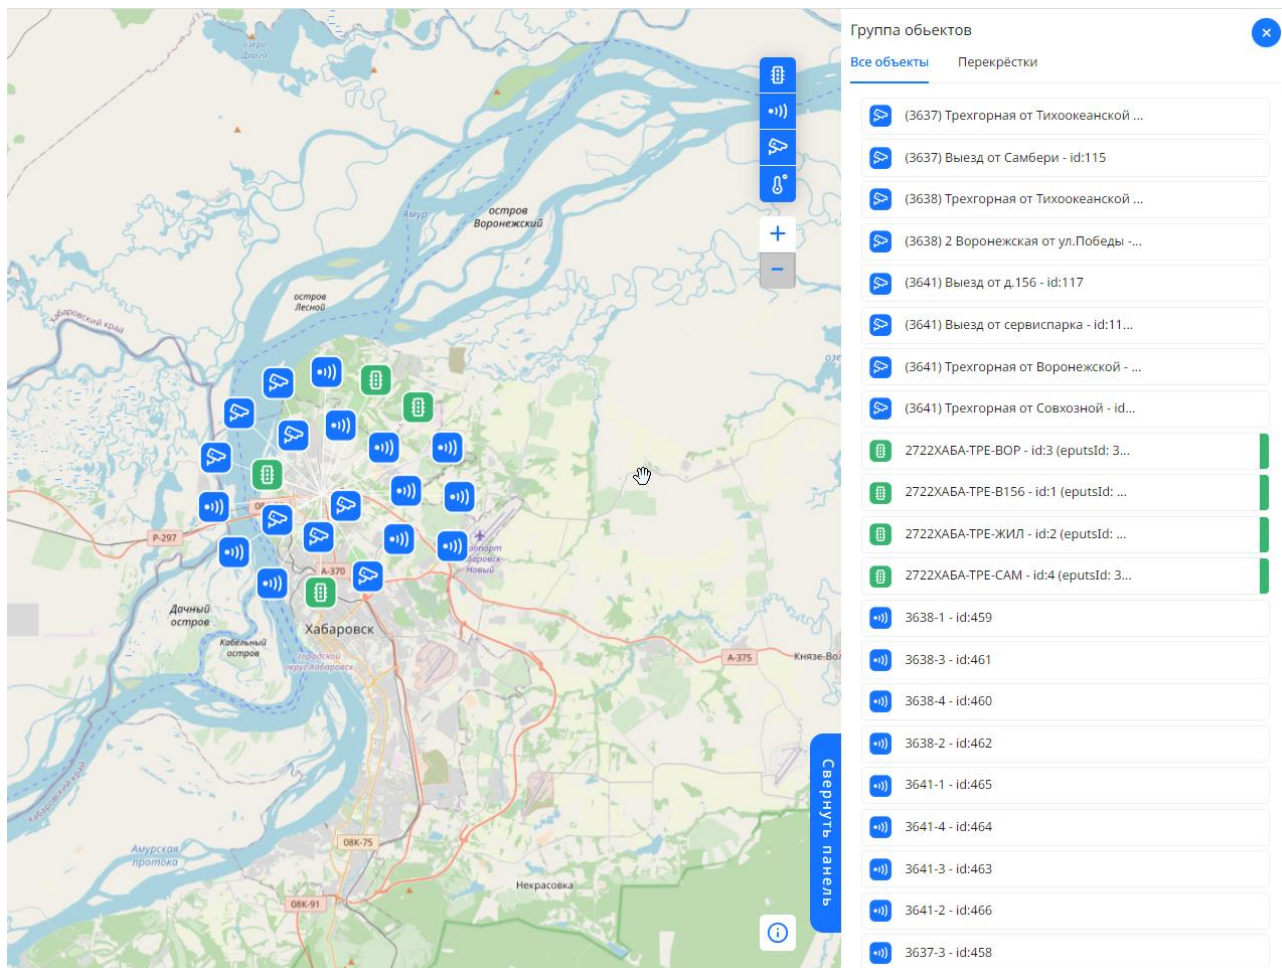 озеро
Дарга
Амур
остров
Воронежский
остров
Лесной
Хабаровский край
Р-297
А-370
Дачный
остров
Кабельный
остров
Хабаровск
городской
округ Хабаровск
Новый
А-375
08К-75
Амурская
протока
Хабаровский край
Некрасовка
08К-91
Свернуть панель
Группа обьектов
Все объекты
Перекрёстки
(3637) Трехгорная от Тихоокеанской ...
(3637) Выезд от Самбери - id:115
(3638) Трехгорная от Тихоокеанской ...
(3638) 2 Воронежская от ул.Победы -...
(3641) Выезд от д.156 - id:117
(3641) Выезд от сервиспарка - id:11...
(3641) Трехгорная от Воронежской - ...
(3641) Трехгорная от Совхозной - id...
2722ХАБА-ТРЕ-ВОР - id:3 (eputsId: 3...
2722ХАБА-ТРЕ-В156 - id:1 (eputsId: ...
2722ХАБА-ТРЕ-ЖИЛ - id:2 (eputsId: ...
2722ХАБА-ТРЕ-САМ - id:4 (eputsId: 3...
3638-1 - id:459
3638-3 - id:461
3638-4 - id:460
3638-2 - id:462
3641-1 - id:465
3641-4 - id:464
3641-3 - id:463
3641-2 - id:466
3637-3 - id:458